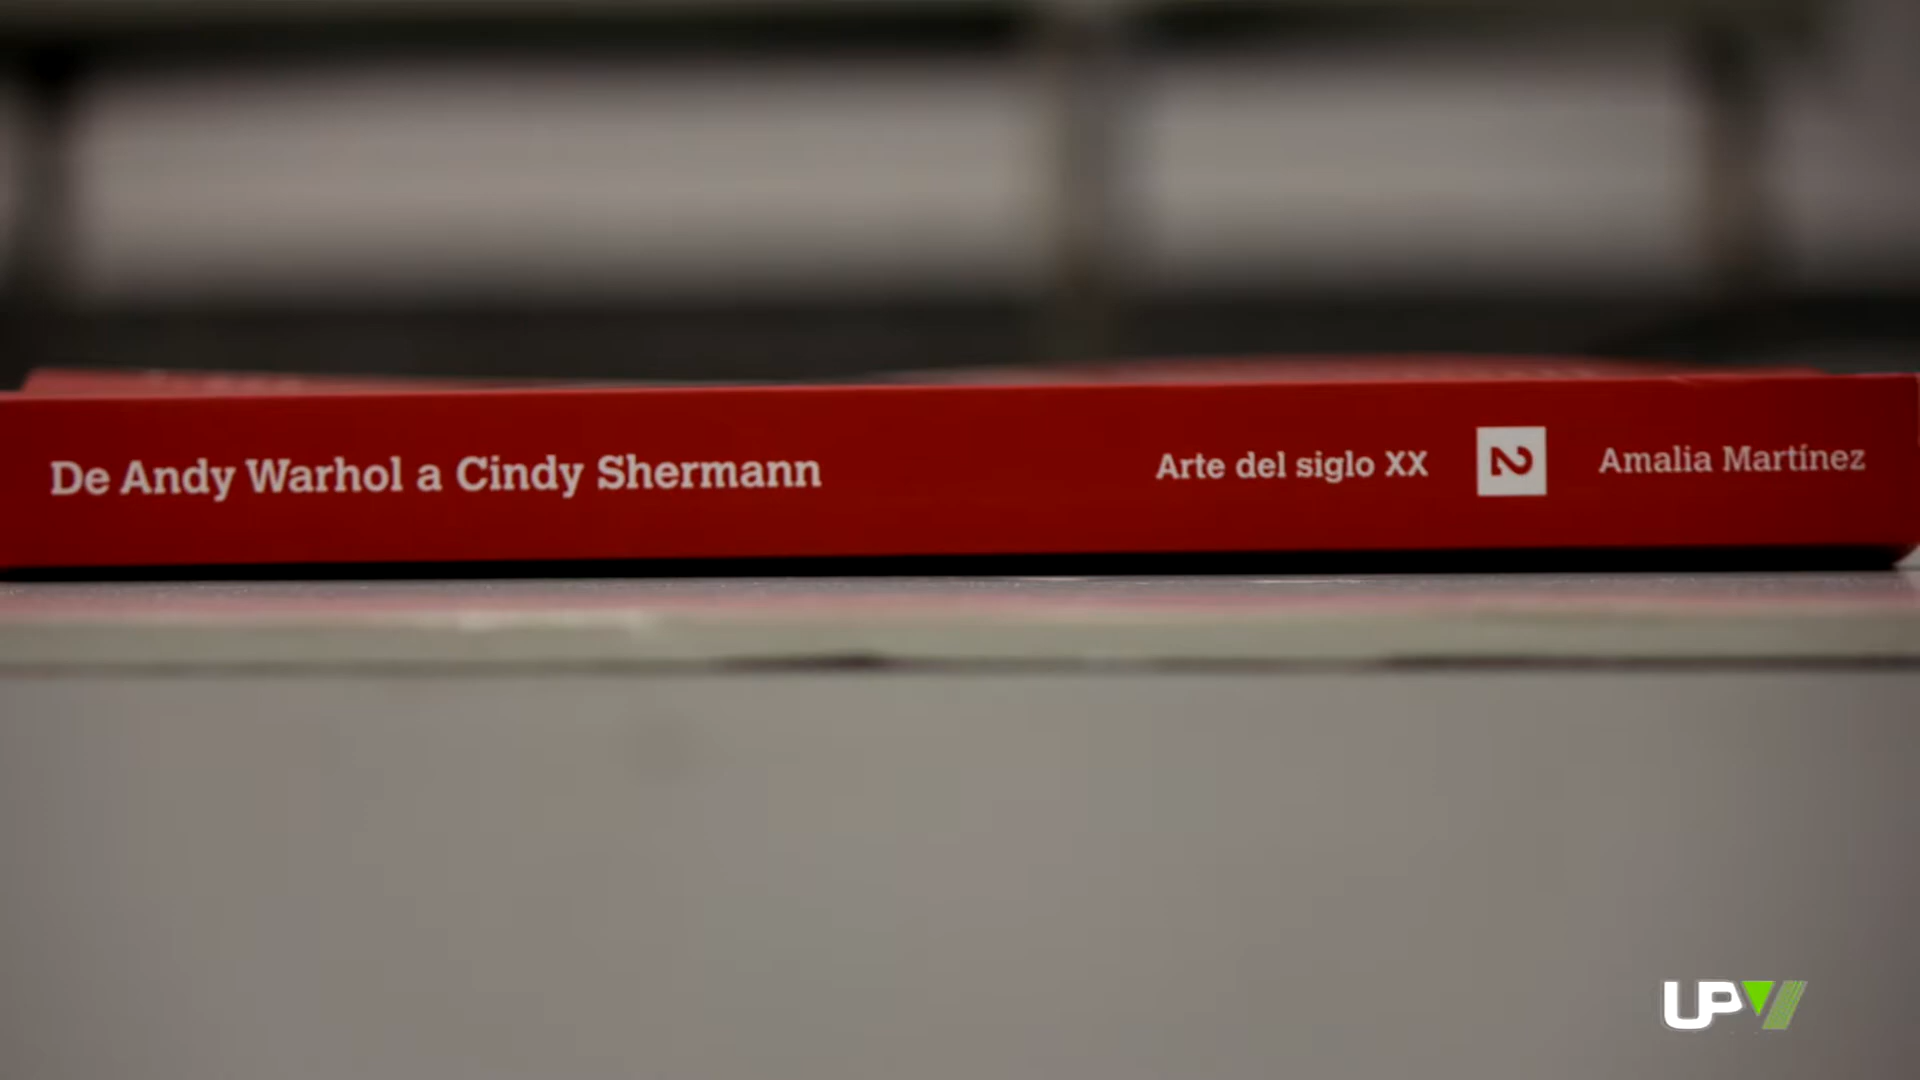 De Andy Warhol a Cindy Shermann
Arte del siglo XX
2
Amalia Martínez
UPV